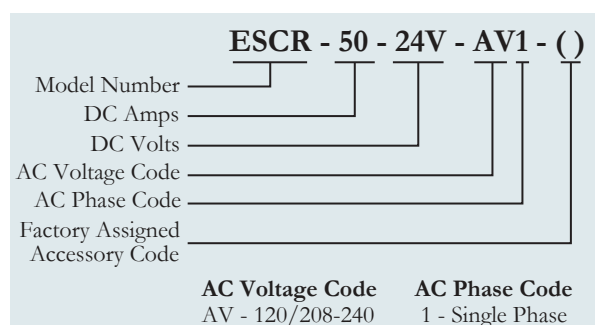 ESCR - 50 - 24V - AV1 - ( )
Model Number
DC Amps
DC Volts
AC Voltage Code
AC Phase Code
Factory Assigned
Accessory Code
AC Voltage Code AC Phase Code
AV - 120/208-240 1 - Single Phase